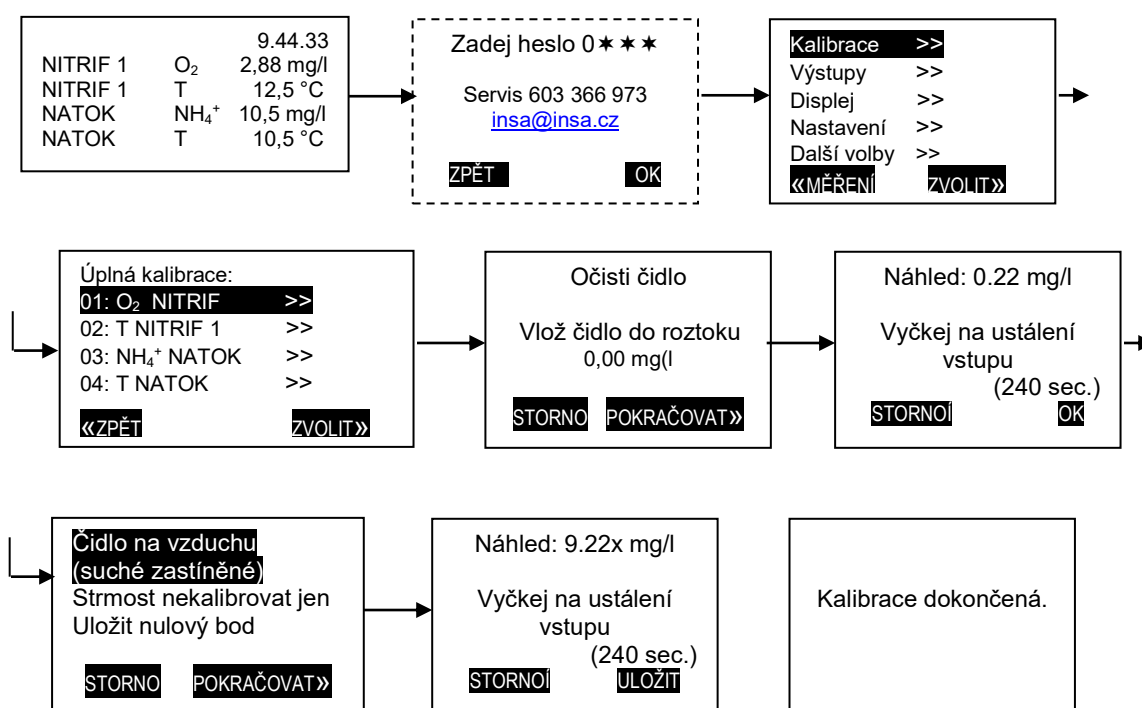 9.44.33
NITRIF 1 O₂ 2,88 mg/l
NITRIF 1 T 12,5 °C
NATOK NH₄⁺ 10,5 mg/l
NATOK T 10,5 °C
Zadej heslo 0✶✶✶
Servis 603 366 973
insa@insa.cz
ZPĚT OK
Kalibrace >>
Výstupy >>
Displej >>
Nastavení >>
Další volby >>
«MĚŘENÍ ZVOLIT»
Úplná kalibrace:
01: O₂ NITRIF >>
02: T NITRIF 1 >>
03: NH₄⁺ NATOK >>
04: T NATOK >>
«ZPĚT ZVOLIT»
Očisti čidlo
Vlož čidlo do roztoku
0,00 mg(l
STORNO POKRAČOVAT»
Náhled: 0.22 mg/l
Vyčkej na ustálení
vstupu
(240 sec.)
STORNOÍ OK
Čidlo na vzduchu
(suché zastíněné)
Strmost nekalibrovat jen
Uložit nulový bod
STORNO POKRAČOVAT»
Náhled: 9.22x mg/l
Vyčkej na ustálení
vstupu
(240 sec.)
STORNOÍ ULOŽIT
Kalibrace dokončená.